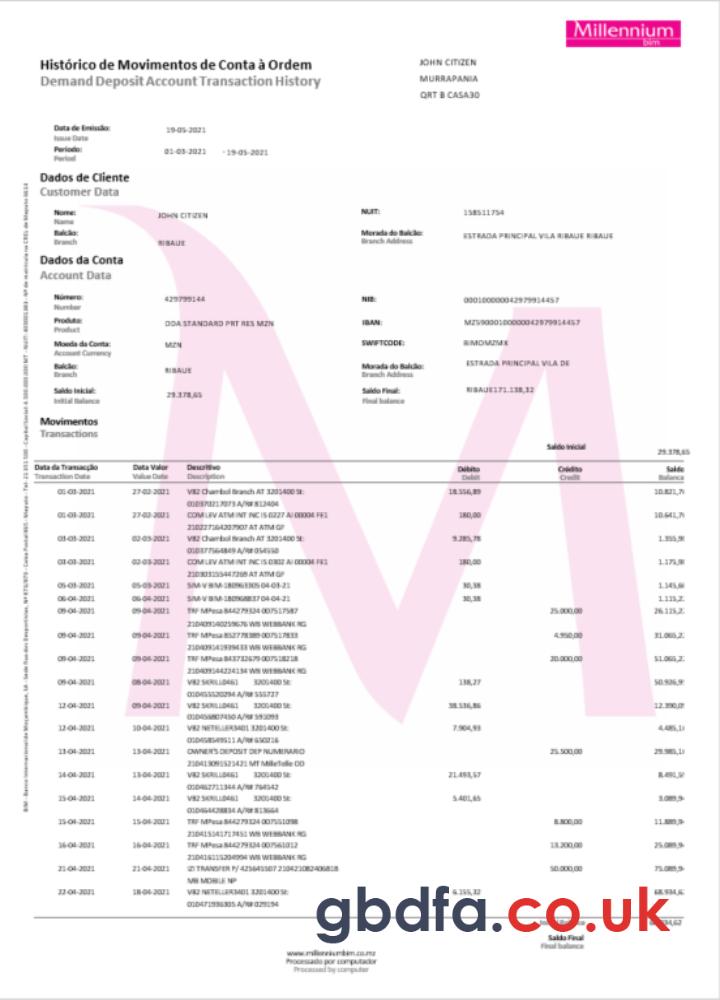 Millennium
bim
Histórico de Movimentos de Conta à Ordem
Demand Deposit Account Transaction History
JOHN CITIZEN
MURRAPANIA
QRT B CASA30
Data de Emissão: 19-05-2021
Issue Date
Período: 01-03-2021 - 19-05-2021
Period
Dados de Cliente
Customer Data
Nome: JOHN CITIZEN NUIT: 158511754
Name
Balcão: RIBAUE Morada do Balcão: ESTRADA PRINCIPAL VILA RIBAUE RIBAUE
Branch Branch Address
Dados da Conta
Account Data
Número: 429799144 NIB: 000100000042979914457
Number
Produto: DDA STANDARD PRT RES MZN IBAN: MZ59000100000042979914457
Product
Moeda da Conta: MZN SWIFTCODE: BIMOMZMX
Account Currency
Balcão: RIBAUE Morada do Balcão: ESTRADA PRINCIPAL VILA DE
Branch Branch Address
Saldo Inicial: 29.378,65 Saldo Final: RIBAUE171.138,32
Initial Balance Final balance
Movimentos
Transactions
Saldo Inicial 29.378,65
Data da Transacção Data Valor Descritivo Débito Crédito Saldo
Transaction Date Value Date Description Debit Credit Balance
01-03-2021 27-02-2021 V82 Chambol Branch AT 3201400 St: 18.556,89 10.821,7
010370217073 A/R# 812404
01-03-2021 27-02-2021 COM LEV ATM INT INC IS 0227 AI 00004 FE1 180,00 10.641,7
210227164207907 AT ATM GF
03-03-2021 02-03-2021 V82 Chambol Branch AT 3201400 St: 9.285,78 1.355,9
010377564849 A/R# 054550
03-03-2021 02-03-2021 COM LEV ATM INT INC IS 0302 AI 00004 FE1 180,00 1.175,9
210303155447269 AT ATM GF
05-03-2021 05-03-2021 SIM-V BIM-180963305 04-03-21 30,38 1.145,6
06-04-2021 06-04-2021 SIM-V BIM-180968837 04-04-21 30,38 1.115,2
09-04-2021 09-04-2021 TRF MPesa 844279324 007517587 25.000,00 26.115,2
210409140259676 WB WEBBANK RG
09-04-2021 09-04-2021 TRF MPesa 852778389 007517833 4.950,00 31.065,2
210409141939433 WB WEBBANK RG
09-04-2021 09-04-2021 TRF MPesa 843732679 007518218 20.000,00 51.065,2
210409144224134 WB WEBBANK RG
09-04-2021 08-04-2021 V82 SKRILL0461 3201400 St: 138,27 50.926,9
010455520294 A/R# 555727
12-04-2021 09-04-2021 V82 SKRILL0461 3201400 St: 38.536,86 12.390,0
010456807450 A/R# 591093
12-04-2021 10-04-2021 V82 NETELLER3401 3201400 St: 7.904,93 4.485,1
010458549511 A/R# 650216
13-04-2021 13-04-2021 OWNER'S DEPOSIT DEP NUMERARIO 25.500,00 29.985,1
210413091521421 MT MilleTelle OD
14-04-2021 13-04-2021 V82 SKRILL0461 3201400 St: 21.493,57 8.491,5
010462711344 A/R# 764542
15-04-2021 14-04-2021 V82 SKRILL0461 3201400 St: 5.401,65 3.089,9
010464428834 A/R# 813664
15-04-2021 15-04-2021 TRF MPesa 844279324 007551098 8.800,00 11.889,9
210415141717451 WB WEBBANK RG
16-04-2021 16-04-2021 TRF MPesa 844279324 007561012 13.200,00 25.089,9
210416115204994 WB WEBBANK RG
21-04-2021 21-04-2021 IZI TRANSFER P/ 425645507 210421082406818 50.000,00 75.089,9
MB MOBILE NP
22-04-2021 18-04-2021 V82 NETELLER3401 3201400 St: 6.155,32 68.934,6
010471936305 A/R# 029194
gbdfa.co.uk
Saldo Final
Final balance
www.millenniumbim.co.mz
Processado por computador
Processed by computer